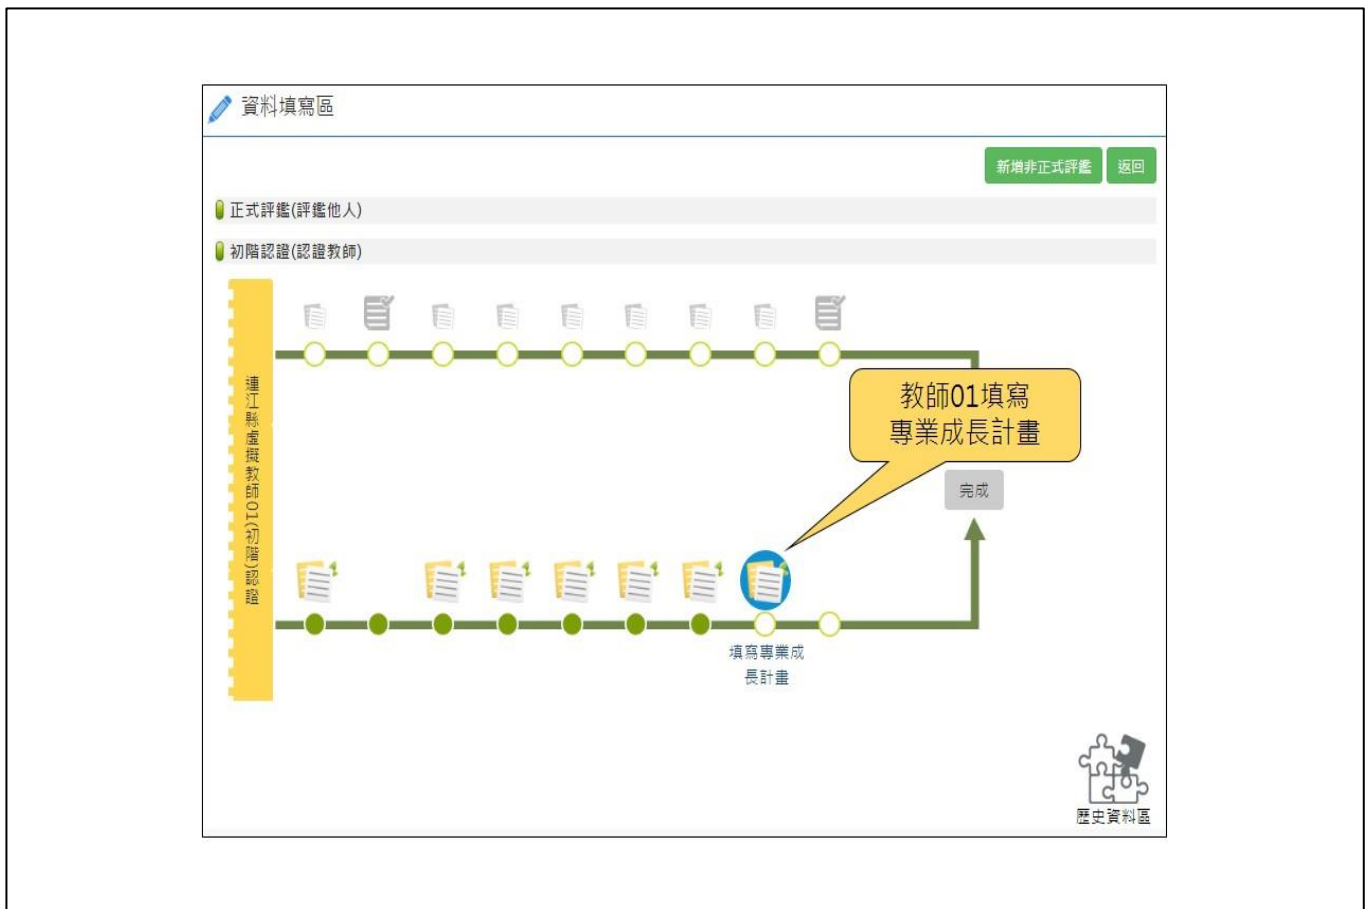 資料填寫區
新增非正式評鑑
返回
正式評鑑(評鑑他人)
初階認證(認證教師)
連江縣虛擬教師01(初階)認證
教師01填寫
專業成長計畫
完成
填寫專業成
長計畫
歷史資料區